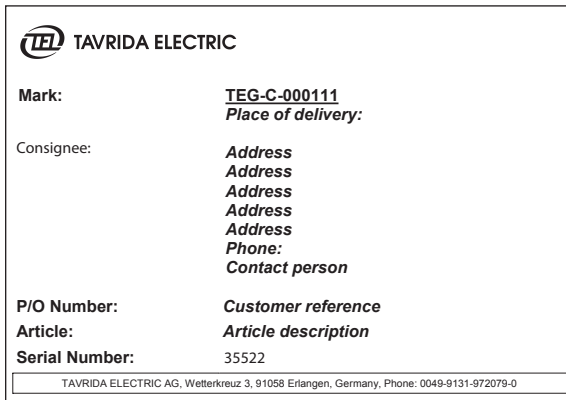 TEL TAVRIDA ELECTRIC
Mark: TEG-C-000111
Place of delivery:
Consignee: Address
Address
Address
Address
Address
Phone:
Contact person
P/O Number: Customer reference
Article: Article description
Serial Number: 35522
TAVRIDA ELECTRIC AG, Wetterkreuz 3, 91058 Erlangen, Germany, Phone: 0049-9131-972079-0